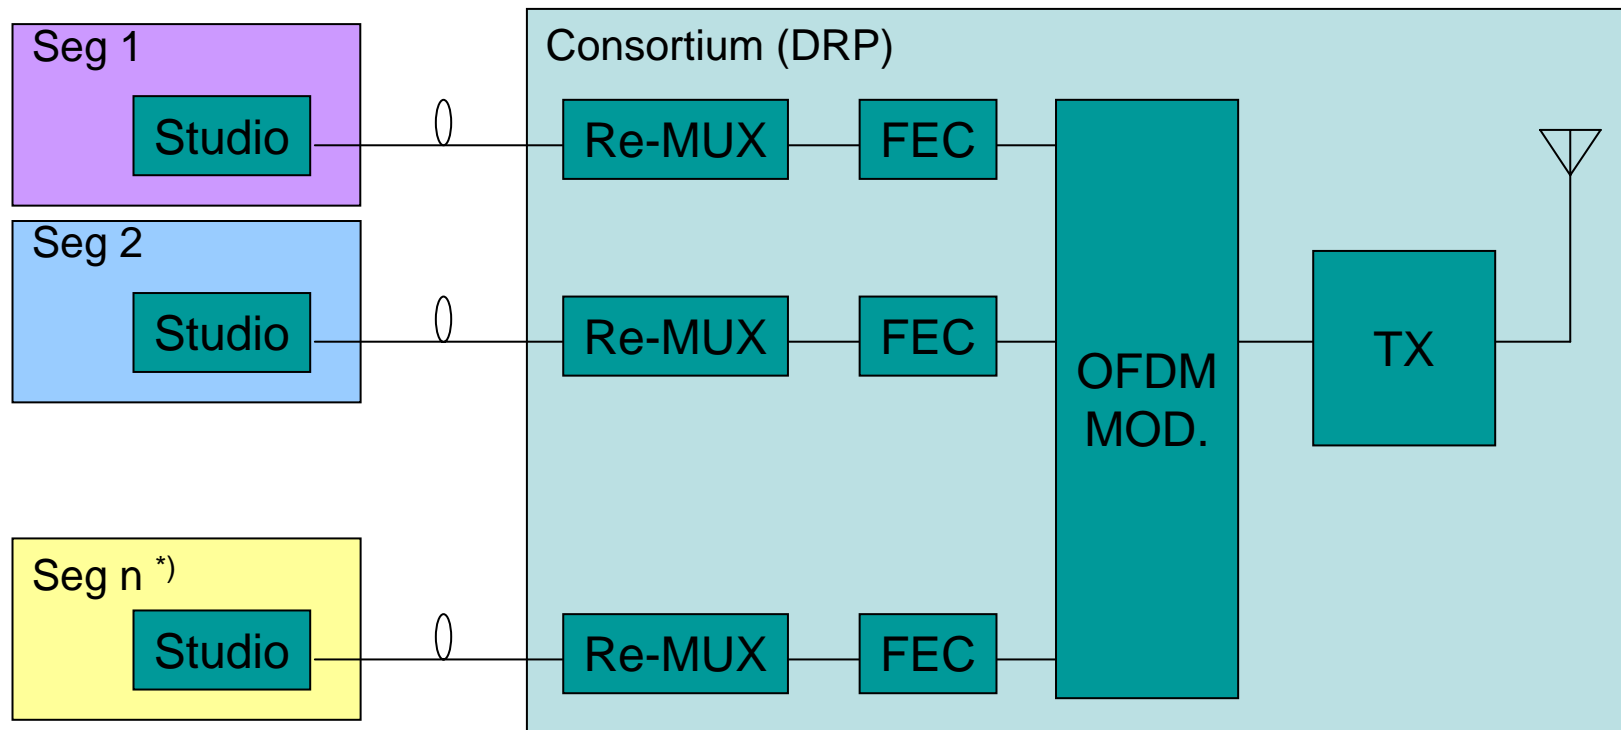 Seg 1
Consortium (DRP)
Studio
Re-MUX
FEC
Seg 2
Studio
Re-MUX
FEC
OFDM
MOD.
TX
Seg n *)
Studio
Re-MUX
FEC